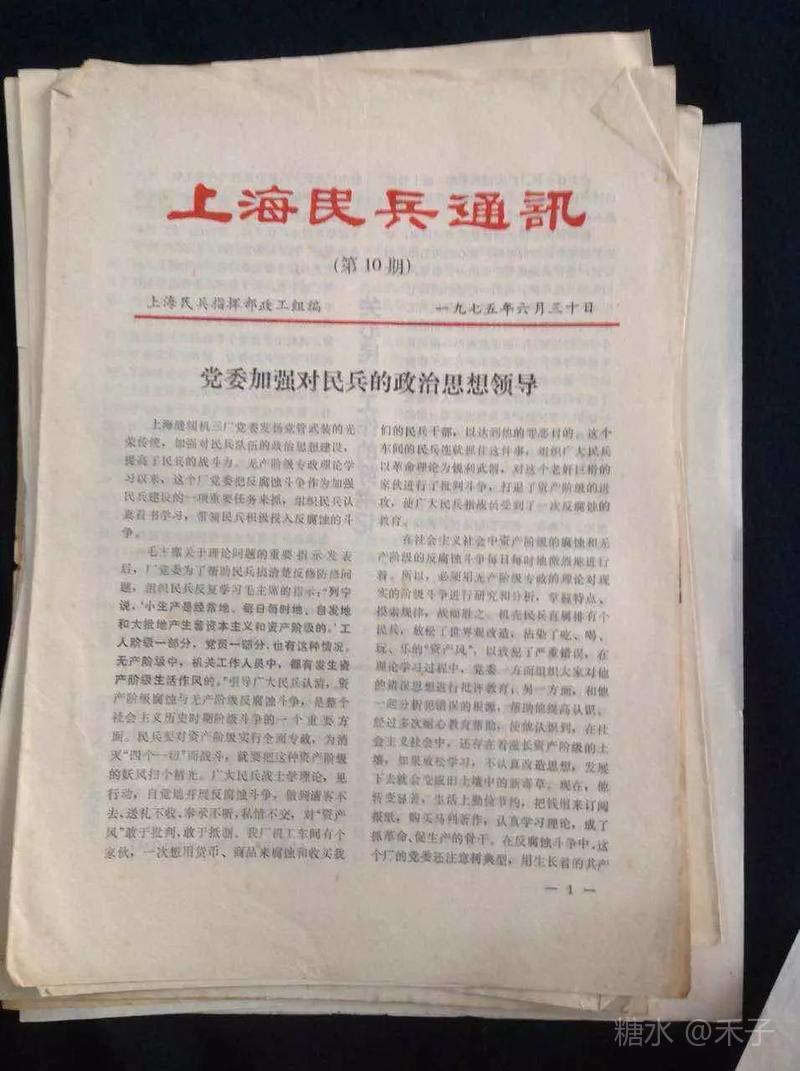 上海民兵通訊
(第10期)
上海民兵指挥部政工组编
一九七五年六月三十日
党委加强对民兵的政治思想领导
上海缝纫机三厂党委发扬党管武装的光
荣传统，加强对民兵队伍的政治思想建设，
提高了民兵的战斗力。无产阶级专政理论学
习以来，这个厂党委把反腐蚀斗争作为加强
民兵建设的一项重要任务来抓，组织民兵认
真看书学习，带领民兵积极投入反腐蚀的斗
争。
毛主席关于理论问题的重要指示发表
后，厂党委为了帮助民兵搞清楚反修防修问
题，组织民兵反复学习毛主席的指示：“列宁
说，‘小生产是经常地、每日每时地、自发地
和大批地产生着资本主义和资产阶级的。’工
人阶级一部分，党员一部分，也有这种情况。
无产阶级中，机关工作人员中，都有发生资
产阶级生活作风的。”引导广大民兵认清，资
产阶级腐蚀与无产阶级反腐蚀斗争，是整个
社会主义历史时期阶级斗争的一个重要方
面。民兵要对资产阶级实行全面专政，为消
灭“四个一切”而战斗，就要把这种资产阶级
的妖风扫个精光。广大民兵战士学理论，见
行动，自觉地开展反腐蚀斗争，做到请客不
去、送礼不收、奉承不听，私情不交，对“资产
风”敢于批判，敢于抵制。我厂机工车间有个
家伙，一次想用货币、商品来腐蚀和收买我
们的民兵干部，以达到他的罪恶目的。这个
车间的民兵连就抓住这件事，组织广大民兵
以革命理论为锐利武器，对这个老奸巨猾的
家伙进行了批判斗争，打退了资产阶级的进
攻，使广大民兵指战员受到了一次反腐蚀的
教育。
在社会主义社会中资产阶级的腐蚀和无
产阶级的反腐蚀斗争每日每时地激烈地进行
着。所以，必须用无产阶级专政的理论对现
实的阶级斗争进行研究和分析，掌握特点、
摸索规律，战而胜之。机壳民兵直属排有个
民兵，放松了世界观改造，沾染了吃、喝、
玩、乐的“资产风”，以致犯了严重错误，在
理论学习过程中，党委一方面组织大家对他
的错误思想进行批评教育；另一方面，和他
一起分析犯错误的根源，帮助他提高认识。
经过多次耐心教育帮助，使他认识到，在社
会主义社会中，还存在着滋长资产阶级的土
壤，如果放松学习，不认真改造思想，发展
下去就会变成旧土壤中的新毒草。现在，他
转变显著，生活上勤俭节约，把钱用来订阅
报纸，购买马列著作，认真学习理论，成了
抓革命、促生产的骨干。在反腐蚀斗争中，这
个厂的党委还注意树典型，用生长着的共产
— 1 —
糖水 @禾子